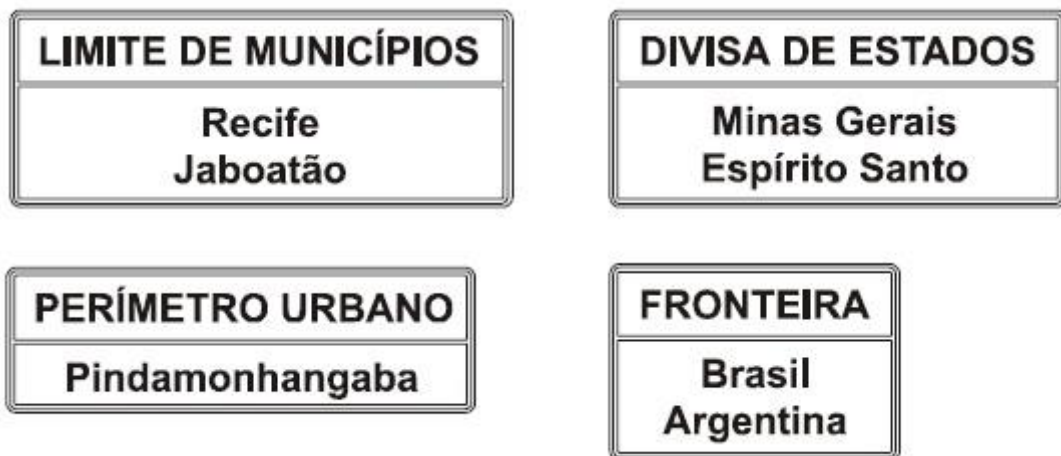 LIMITE DE MUNICÍPIOS
Recife
Jaboatão
DIVISA DE ESTADOS
Minas Gerais
Espírito Santo
PERÍMETRO URBANO
Pindamonhangaba
FRONTEIRA
Brasil
Argentina